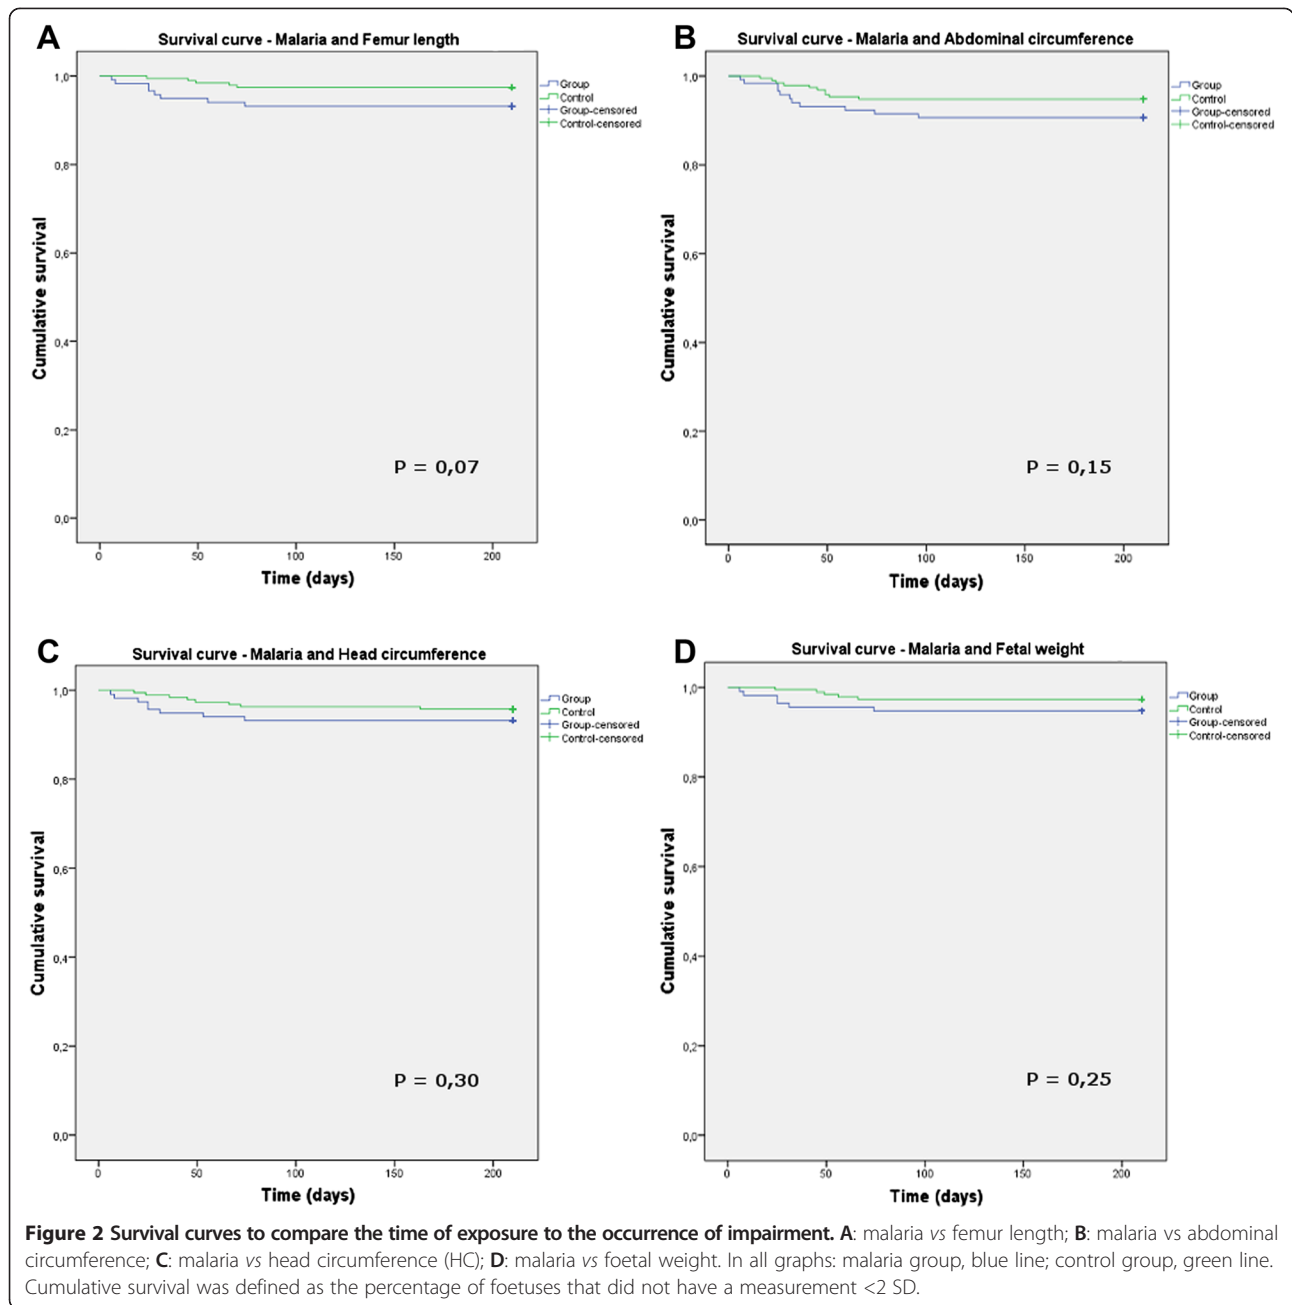 A
Survival curve - Malaria and Femur length
Cumulative survival
1,0
0,8
0,6
0,4
0,2
0,0
0
50
100
150
200
Time (days)
P = 0,07
Group
Control
Group-censored
Control-censored
B
Survival curve - Malaria and Abdominal circumference
Cumulative survival
1,0
0,8
0,6
0,4
0,2
0,0
0
50
100
150
200
Time (days)
P = 0,15
Group
Control
Group-censored
Control-censored
C
Survival curve - Malaria and Head circumference
Cumulative survival
1,0
0,8
0,6
0,4
0,2
0,0
0
50
100
150
200
Time (days)
P = 0,30
Group
Control
Group-censored
Control-censored
D
Survival curve - Malaria and Fetal weight
Cumulative survival
1,0
0,8
0,6
0,4
0,2
0,0
0
50
100
150
200
Time (days)
P = 0,25
Group
Control
Group-censored
Control-censored
Figure 2 Survival curves to compare the time of exposure to the occurrence of impairment. A: malaria vs femur length; B: malaria vs abdominal
circumference; C: malaria vs head circumference (HC); D: malaria vs foetal weight. In all graphs: malaria group, blue line; control group, green line.
Cumulative survival was defined as the percentage of foetuses that did not have a measurement <2 SD.